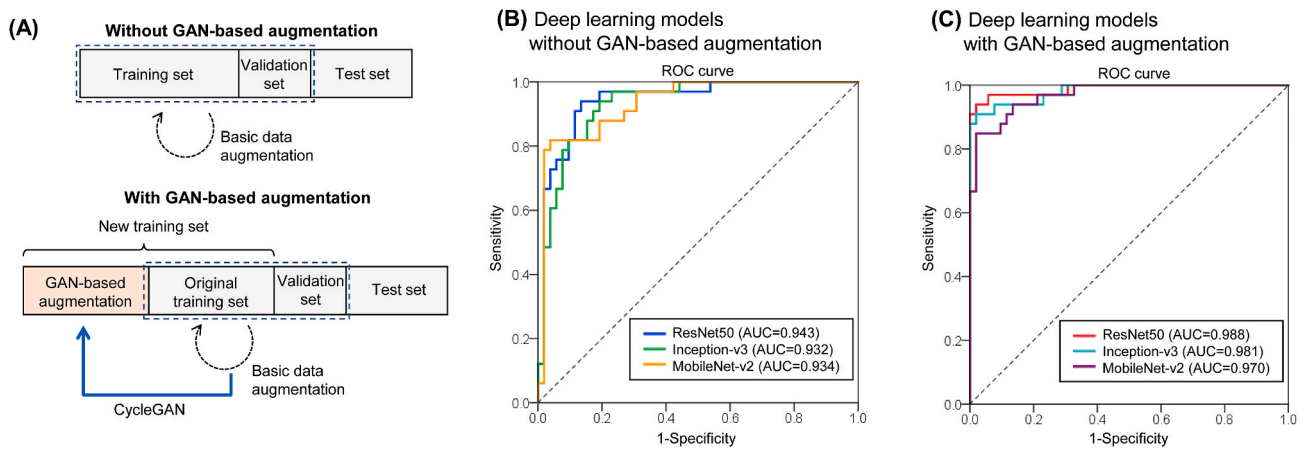 (A)
Without GAN-based augmentation
Training set
Validation
set
Test set
Basic data
augmentation
With GAN-based augmentation
New training set
GAN-based
augmentation
Original
training set
Validation
set
Test set
Basic data
augmentation
CycleGAN
(B) Deep learning models
without GAN-based augmentation
ROC curve
1.0
0.8
0.6
0.4
0.2
0.0
Sensitivity
ResNet50 (AUC=0.943)
Inception-v3 (AUC=0.932)
MobileNet-v2 (AUC=0.934)
0.0 0.2 0.4 0.6 0.8 1.0
1-Specificity
(C) Deep learning models
with GAN-based augmentation
ROC curve
1.0
0.8
0.6
0.4
0.2
0.0
Sensitivity
ResNet50 (AUC=0.988)
Inception-v3 (AUC=0.981)
MobileNet-v2 (AUC=0.970)
0.0 0.2 0.4 0.6 0.8 1.0
1-Specificity